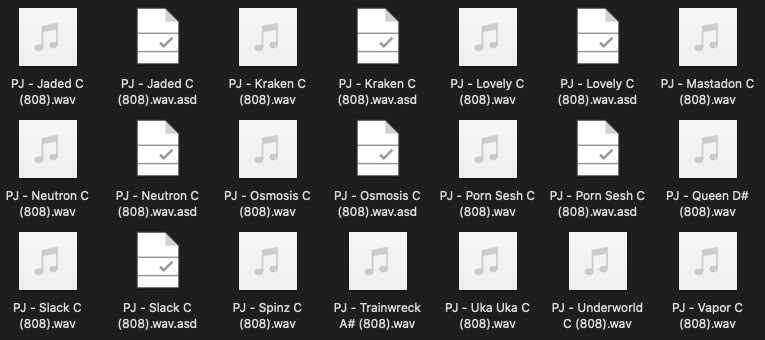 PJ - Jaded C
(808).wav
PJ - Jaded C
(808).wav.asd
PJ - Kraken C
(808).wav
PJ - Kraken C
(808).wav.asd
PJ - Lovely C
(808).wav
PJ - Lovely C
(808).wav.asd
PJ - Mastadon C
(808).wav
PJ - Neutron C
(808).wav
PJ - Neutron C
(808).wav.asd
PJ - Osmosis C
(808).wav
PJ - Osmosis C
(808).wav.asd
PJ - Porn Sesh C
(808).wav
PJ - Porn Sesh C
(808).wav.asd
PJ - Queen D#
(808).wav
PJ - Slack C
(808).wav
PJ - Slack C
(808).wav.asd
PJ - Spinz C
(808).wav
PJ - Trainwreck
A# (808).wav
PJ - Uka Uka C
(808).wav
PJ - Underworld
C (808).wav
PJ - Vapor C
(808).wav